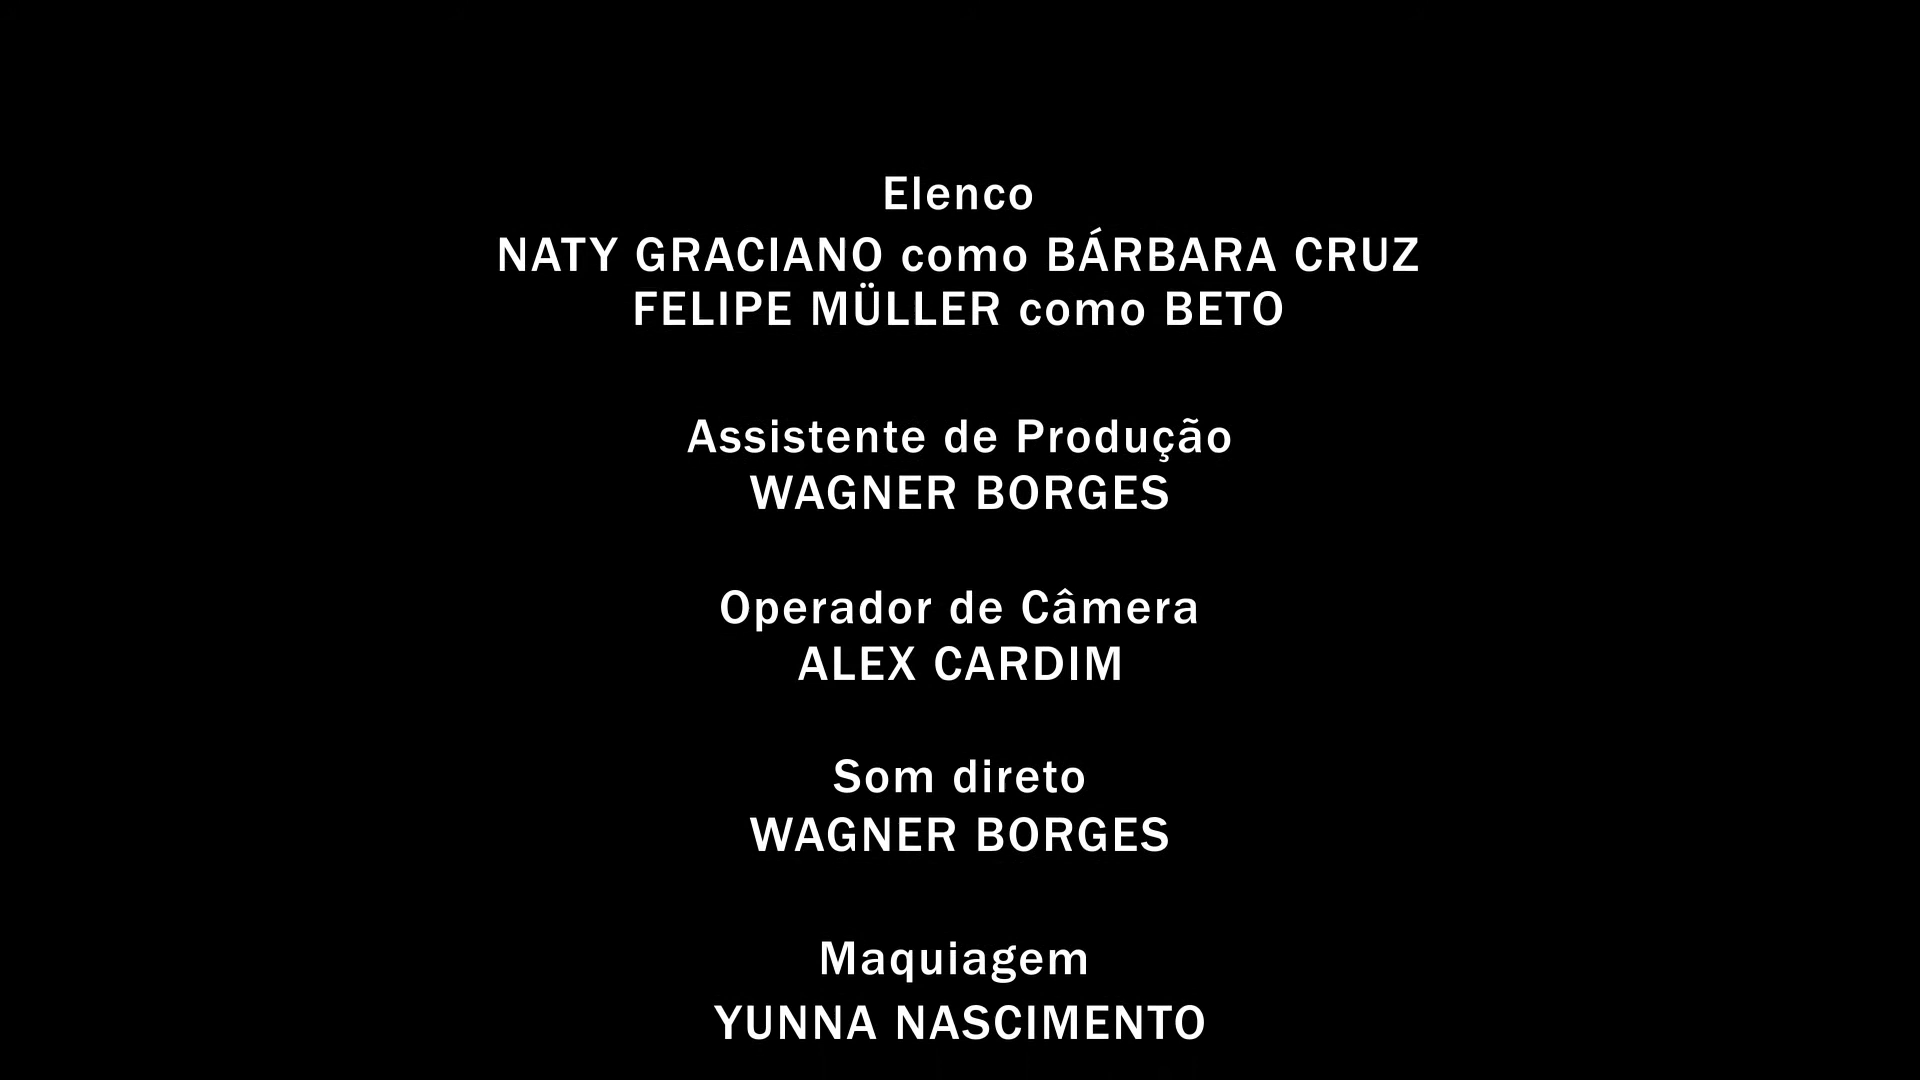 Elenco
NATY GRACIANO como BÁRBARA CRUZ
FELIPE MÜLLER como BETO
Assistente de Produção
WAGNER BORGES
Operador de Câmera
ALEX CARDIM
Som direto
WAGNER BORGES
Maquiagem
YUNNA NASCIMENTO